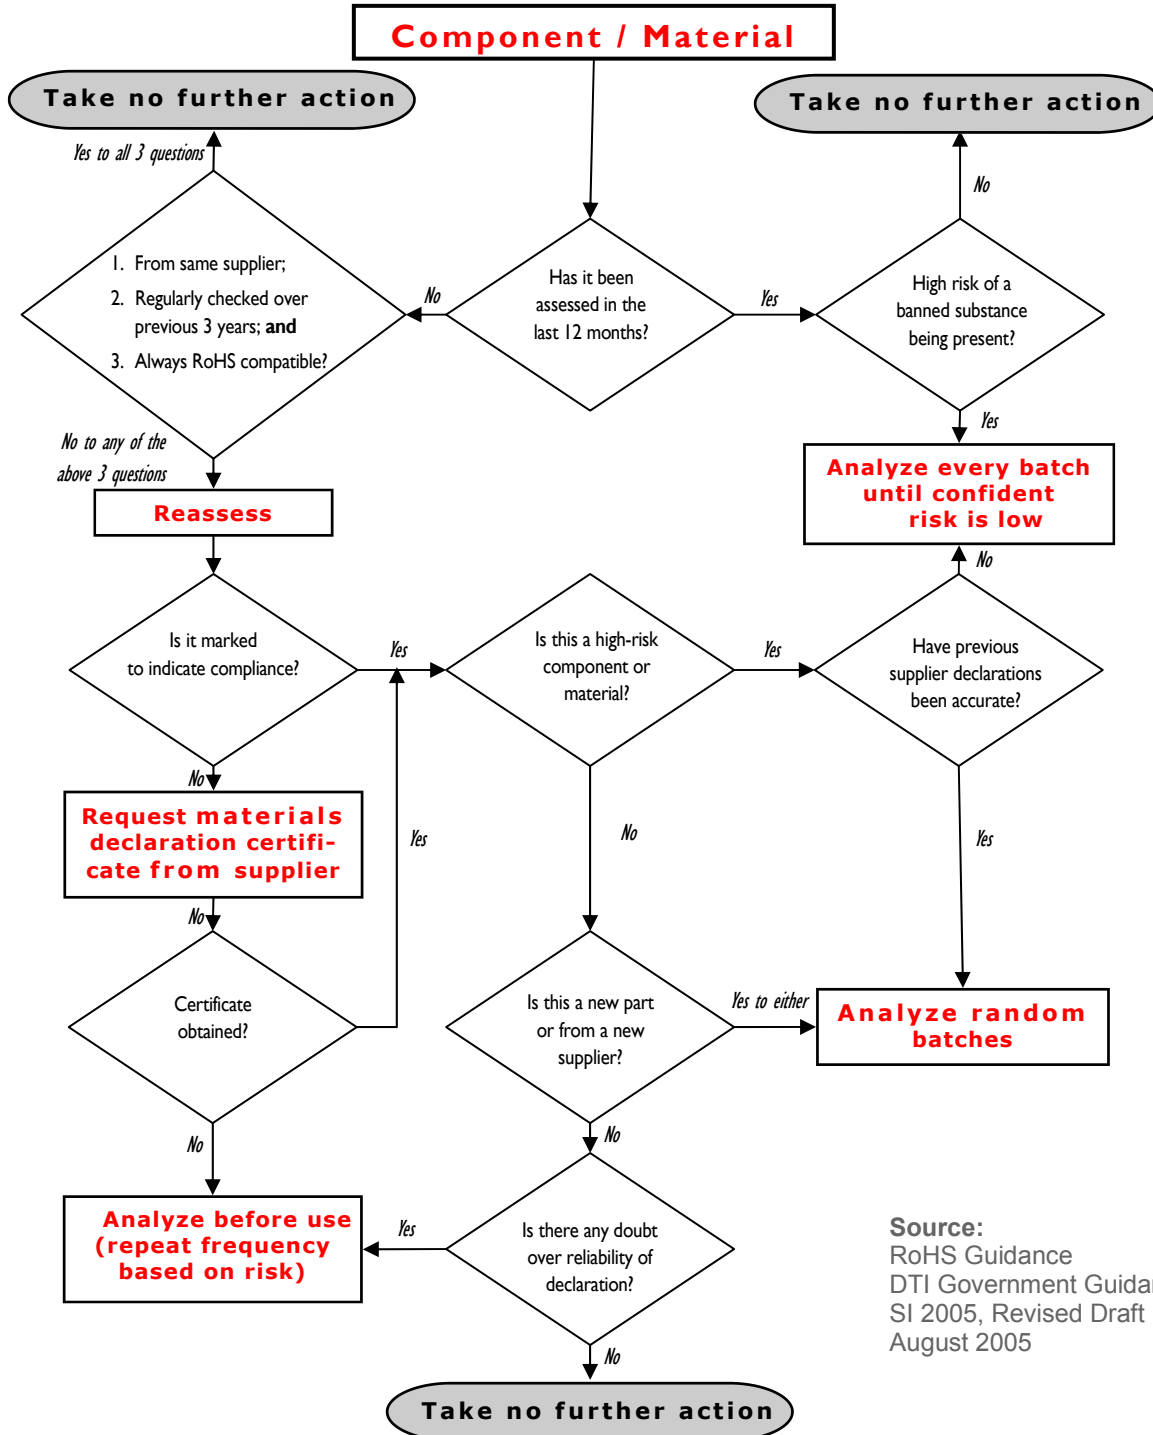 Component / Material
Take no further action
Take no further action
Yes to all 3 questions
No
1. From same supplier;
2. Regularly checked over
previous 3 years; and
3. Always RoHS compatible?
No
Has it been
assessed in the
last 12 months?
Yes
High risk of a
banned substance
being present?
No to any of the
above 3 questions
Yes
Reassess
Analyze every batch
until confident
risk is low
No
Is it marked
to indicate compliance?
Yes
Is this a high-risk
component or
material?
Yes
Have previous
supplier declarations
been accurate?
No
Request materials
declaration certifi-
cate from supplier
Yes
No
Yes
No
Certificate
obtained?
Is this a new part
or from a new
supplier?
Yes to either
Analyze random
batches
No
No
Analyze before use
(repeat frequency
based on risk)
Yes
Is there any doubt
over reliability of
declaration?
Source:
RoHS Guidance
DTI Government Guidan
SI 2005, Revised Draft
August 2005
No
Take no further action